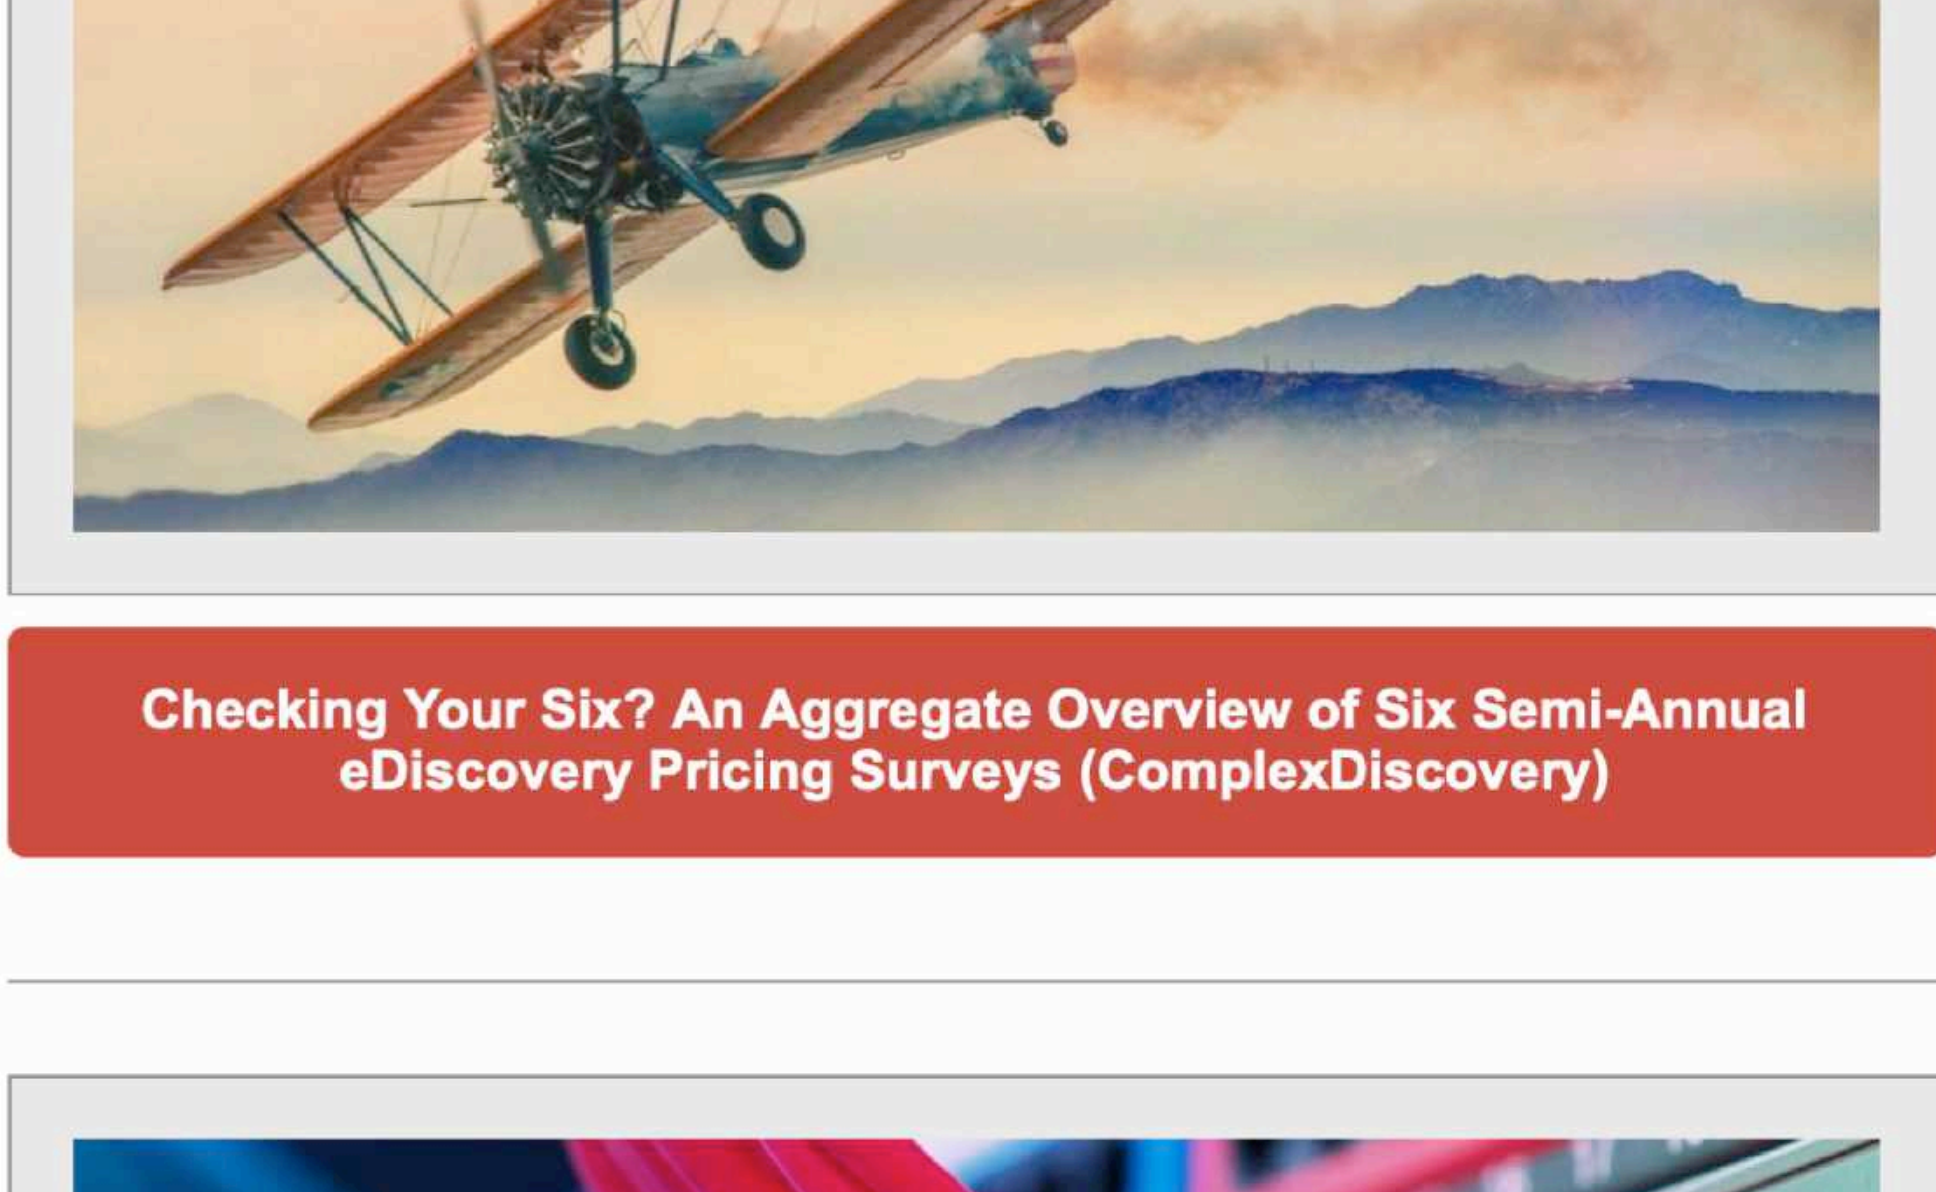 Checking Your Six? An Aggregate Overview of Six Semi-Annual
eDiscovery Pricing Surveys (ComplexDiscovery)